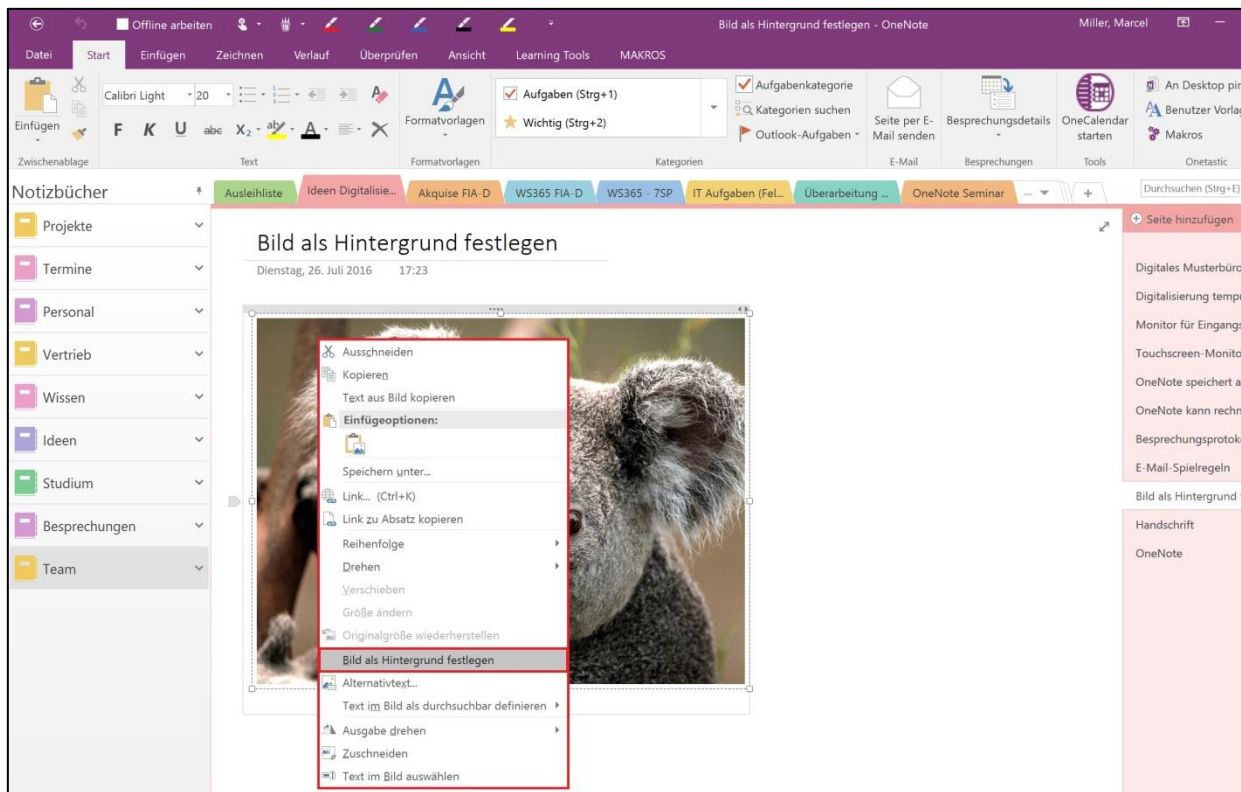 Offline arbeiten
Bild als Hintergrund festlegen - OneNote
Miller, Marcel
Datei Start Einfügen Zeichnen Verlauf Überprüfen Ansicht Learning Tools MAKROS
Einfügen
Zwischenablage
Calibri Light 20
F K U abc X₂ aby A
Text
Formatvorlagen
Formatvorlagen
Aufgaben (Strg+1)
Wichtig (Strg+2)
Aufgabenkategorie
Kategorien suchen
Outlook-Aufgaben
Kategorien
Seite per E-
Mail senden
E-Mail
Besprechungsdetails
Besprechungen
OneCalendar
starten
Tools
An Desktop pin
Benutzer Vorlag
Makros
Onetastic
Notizbücher
Projekte
Termine
Personal
Vertrieb
Wissen
Ideen
Studium
Besprechungen
Team
Ausleihliste Ideen Digitalisie... Akquise FIA-D WS365 FIA-D WS365 - 7SP IT Aufgaben (Fel... Überarbeitung ... OneNote Seminar ...
Durchsuchen (Strg+E)
Bild als Hintergrund festlegen
Dienstag, 26. Juli 2016 17:23
Ausschneiden
Kopieren
Text aus Bild kopieren
Einfügeoptionen:
Speichern unter...
Link... (Ctrl+K)
Link zu Absatz kopieren
Reihenfolge
Drehen
Verschieben
Größe ändern
Originalgröße wiederherstellen
Bild als Hintergrund festlegen
Alternativtext...
Text im Bild als durchsuchbar definieren
Ausgabe drehen
Zuschneiden
Text im Bild auswählen
Seite hinzufügen
Digitales Musterbüro
Digitalisierung tempu
Monitor für Eingangs
Touchscreen-Monito
OneNote speichert a
OneNote kann rechn
Besprechungsprotoko
E-Mail-Spielregeln
Bild als Hintergrund
Handschrift
OneNote